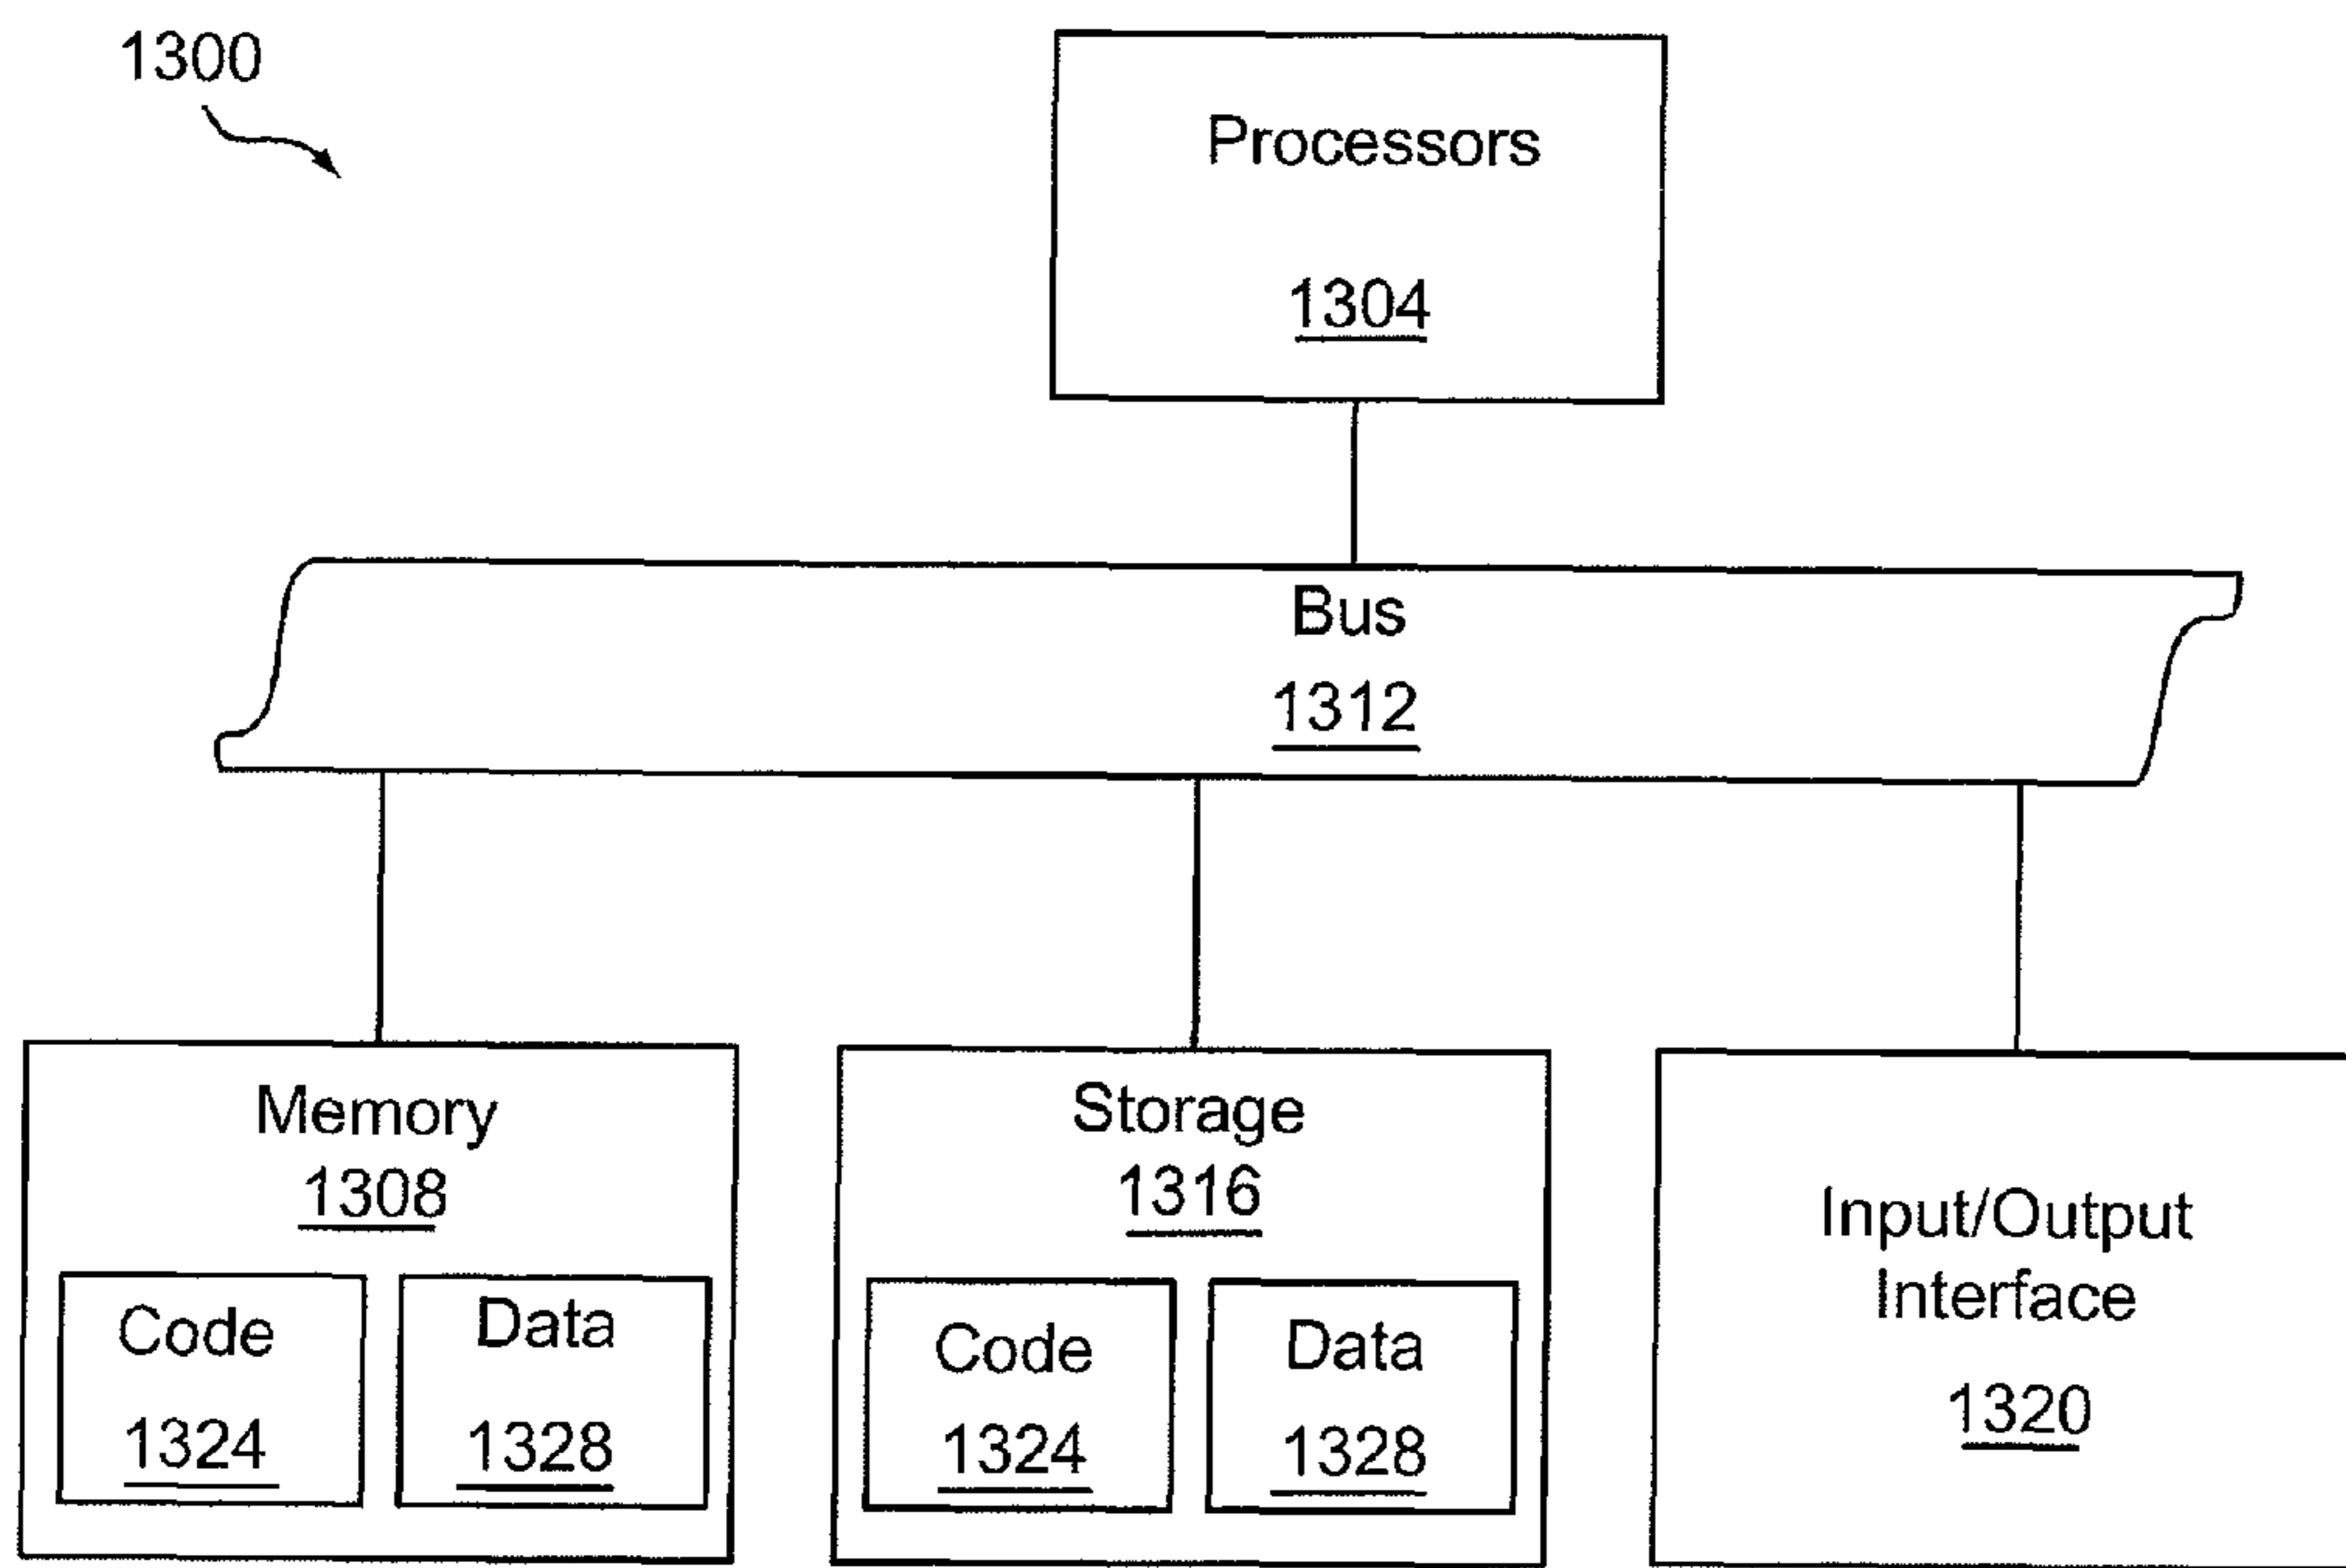 1300
Processors
1304
Bus
1312
Memory
1308
Code
1324
Data
1328
Storage
1316
Code
1324
Data
1328
Input/Output
Interface
1320